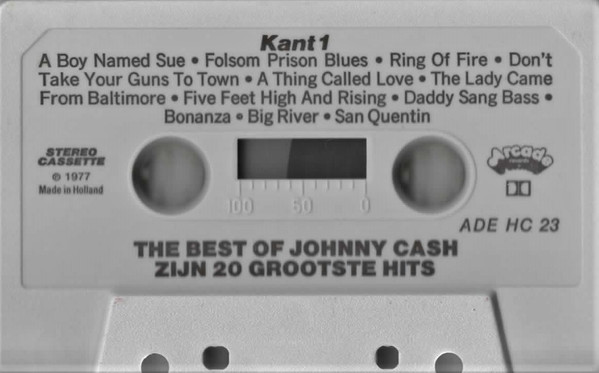 Kant 1
A Boy Named Sue • Folsom Prison Blues • Ring Of Fire • Don't
Take Your Guns To Town • A Thing Called Love • The Lady Came
From Baltimore • Five Feet High And Rising • Daddy Sang Bass •
Bonanza • Big River • San Quentin
STEREO
CASSETTE
℗ 1977
Made in Holland
Arcade
100 50 0
ADE HC 23
THE BEST OF JOHNNY CASH
ZIJN 20 GROOTSTE HITS